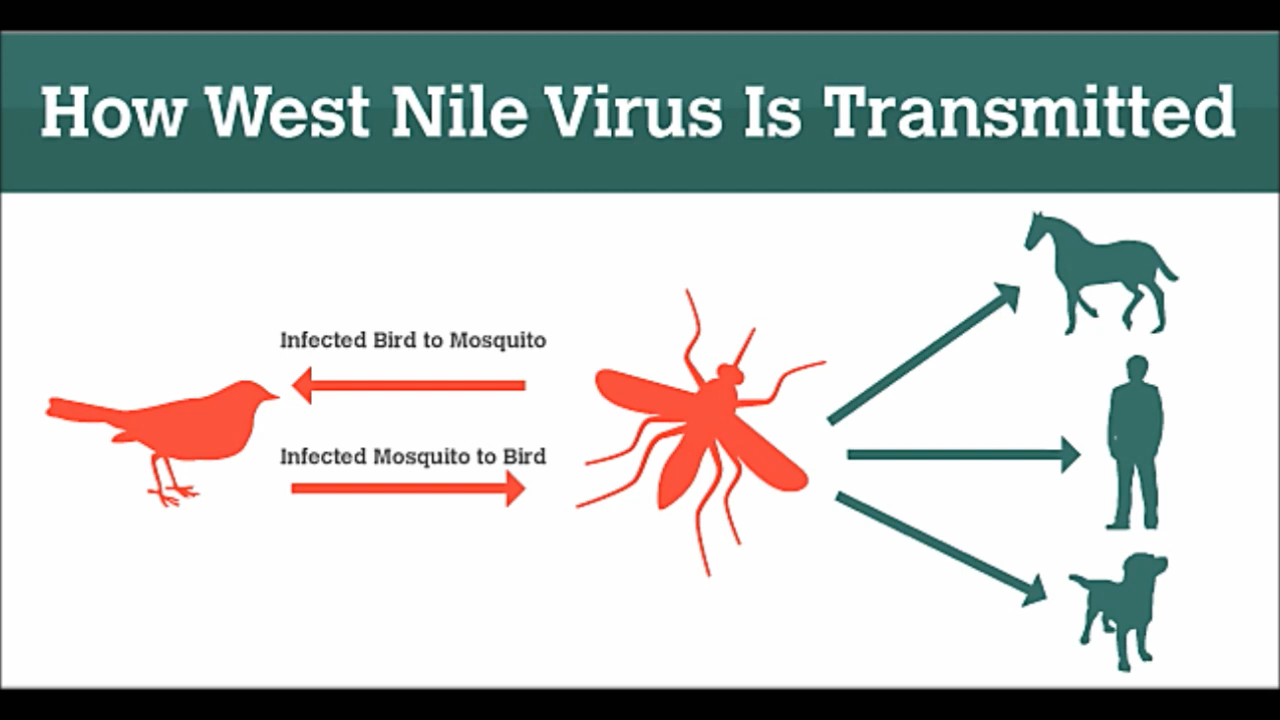 How West Nile Virus Is Transmitted
Infected Bird to Mosquito
Infected Mosquito to Bird